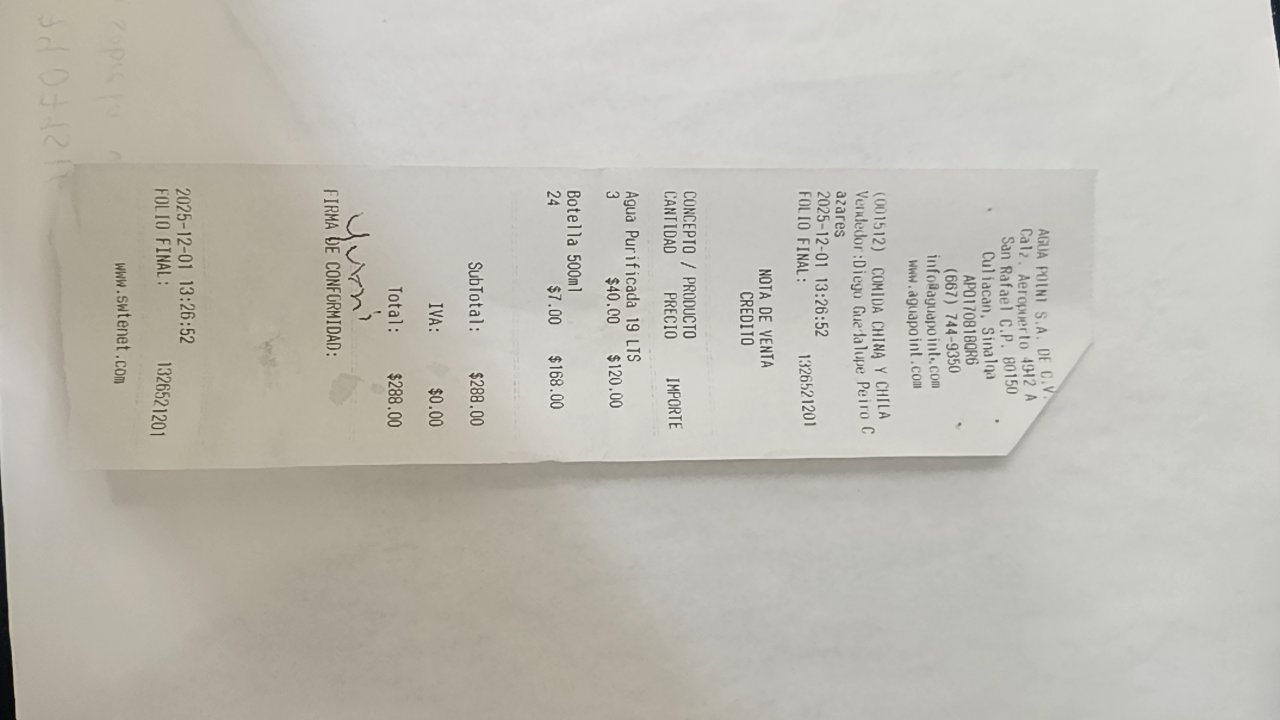 AGUA POINT S.A. DE C.V.
Calz. Aeropuerto 4912 A
San Rafael C.P. 80150
Culiacan, Sinaloa
APO170818QR6
(667) 744-9350
info@aguapoint.com
www.aguapoint.com
(001512) COMIDA CHINA Y CHILA
Vendedor:Diego Guadalupe Peiro C
azares
2025-12-01 13:26:52
FOLIO FINAL: 1326521201
NOTA DE VENTA
CREDITO
CONCEPTO / PRODUCTO
CANTIDAD PRECIO IMPORTE
Agua Purificada 19 LTS
3 $40.00 $120.00
Botella 500ml
24 $7.00 $168.00
SubTotal: $288.00
IVA: $0.00
Total: $288.00
FIRMA DE CONFORMIDAD:
2025-12-01 13:26:52
FOLIO FINAL: 1326521201
www.swtenet.com